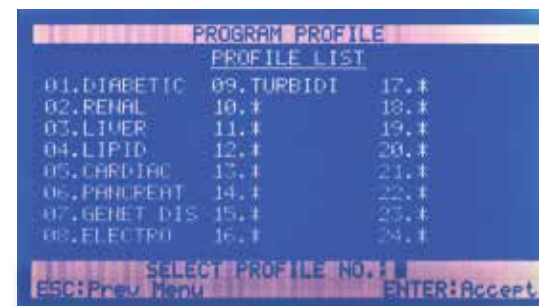 PROGRAM PROFILE
PROFILE LIST
01.DIABETIC 09.TURBIDI 17.*
02.RENAL 10.* 18.*
03.LIVER 11.* 19.*
04.LIPID 12.* 20.*
05.CARDIAC 13.* 21.*
06.PANCREAT 14.* 22.*
07.GENET DIS 15.* 23.*
08.ELECTRO 16.* 24.*
SELECT PROFILE NO.:
ESC:Prev Menu ENTER:Accept